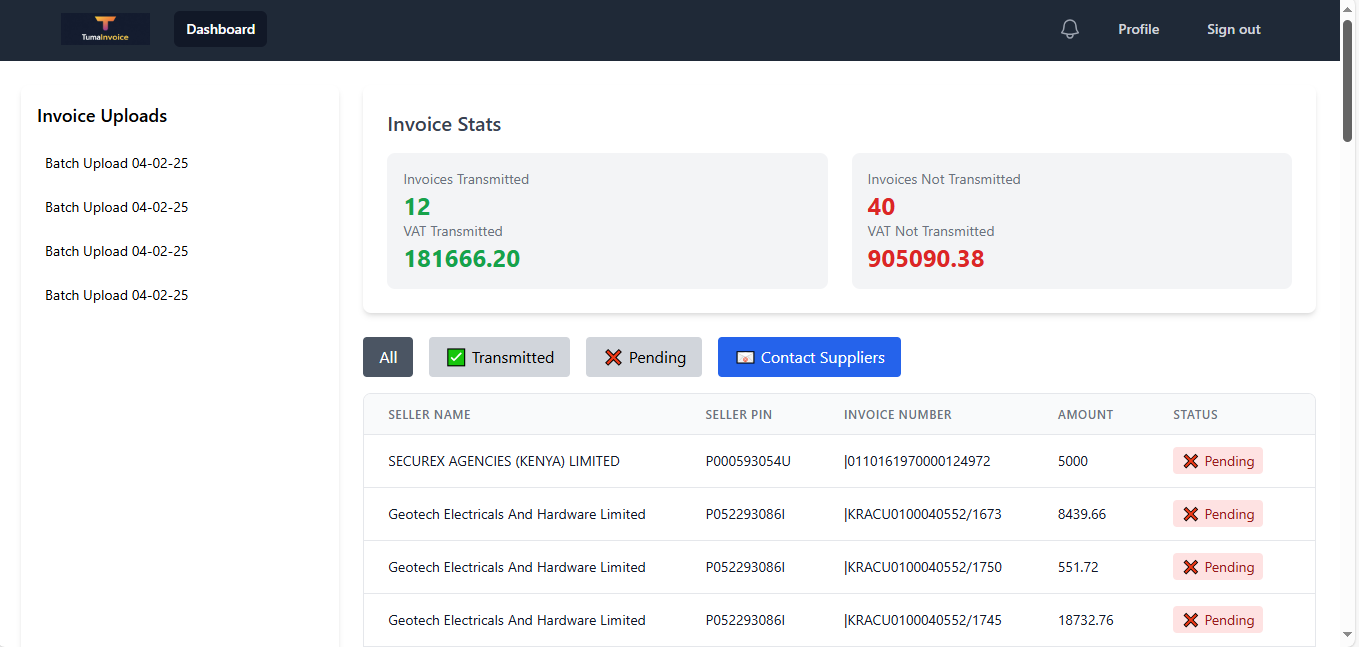 TumaInvoice
Dashboard
Profile
Sign out
Invoice Uploads
Batch Upload 04-02-25
Batch Upload 04-02-25
Batch Upload 04-02-25
Batch Upload 04-02-25
Invoice Stats
Invoices Transmitted
12
VAT Transmitted
181666.20
Invoices Not Transmitted
40
VAT Not Transmitted
905090.38
All
✅ Transmitted
❌ Pending
📧 Contact Suppliers
SELLER NAME SELLER PIN INVOICE NUMBER AMOUNT STATUS
SECUREX AGENCIES (KENYA) LIMITED P000593054U |0110161970000124972 5000 ❌ Pending
Geotech Electricals And Hardware Limited P052293086I |KRACU0100040552/1673 8439.66 ❌ Pending
Geotech Electricals And Hardware Limited P052293086I |KRACU0100040552/1750 551.72 ❌ Pending
Geotech Electricals And Hardware Limited P052293086I |KRACU0100040552/1745 18732.76 ❌ Pending